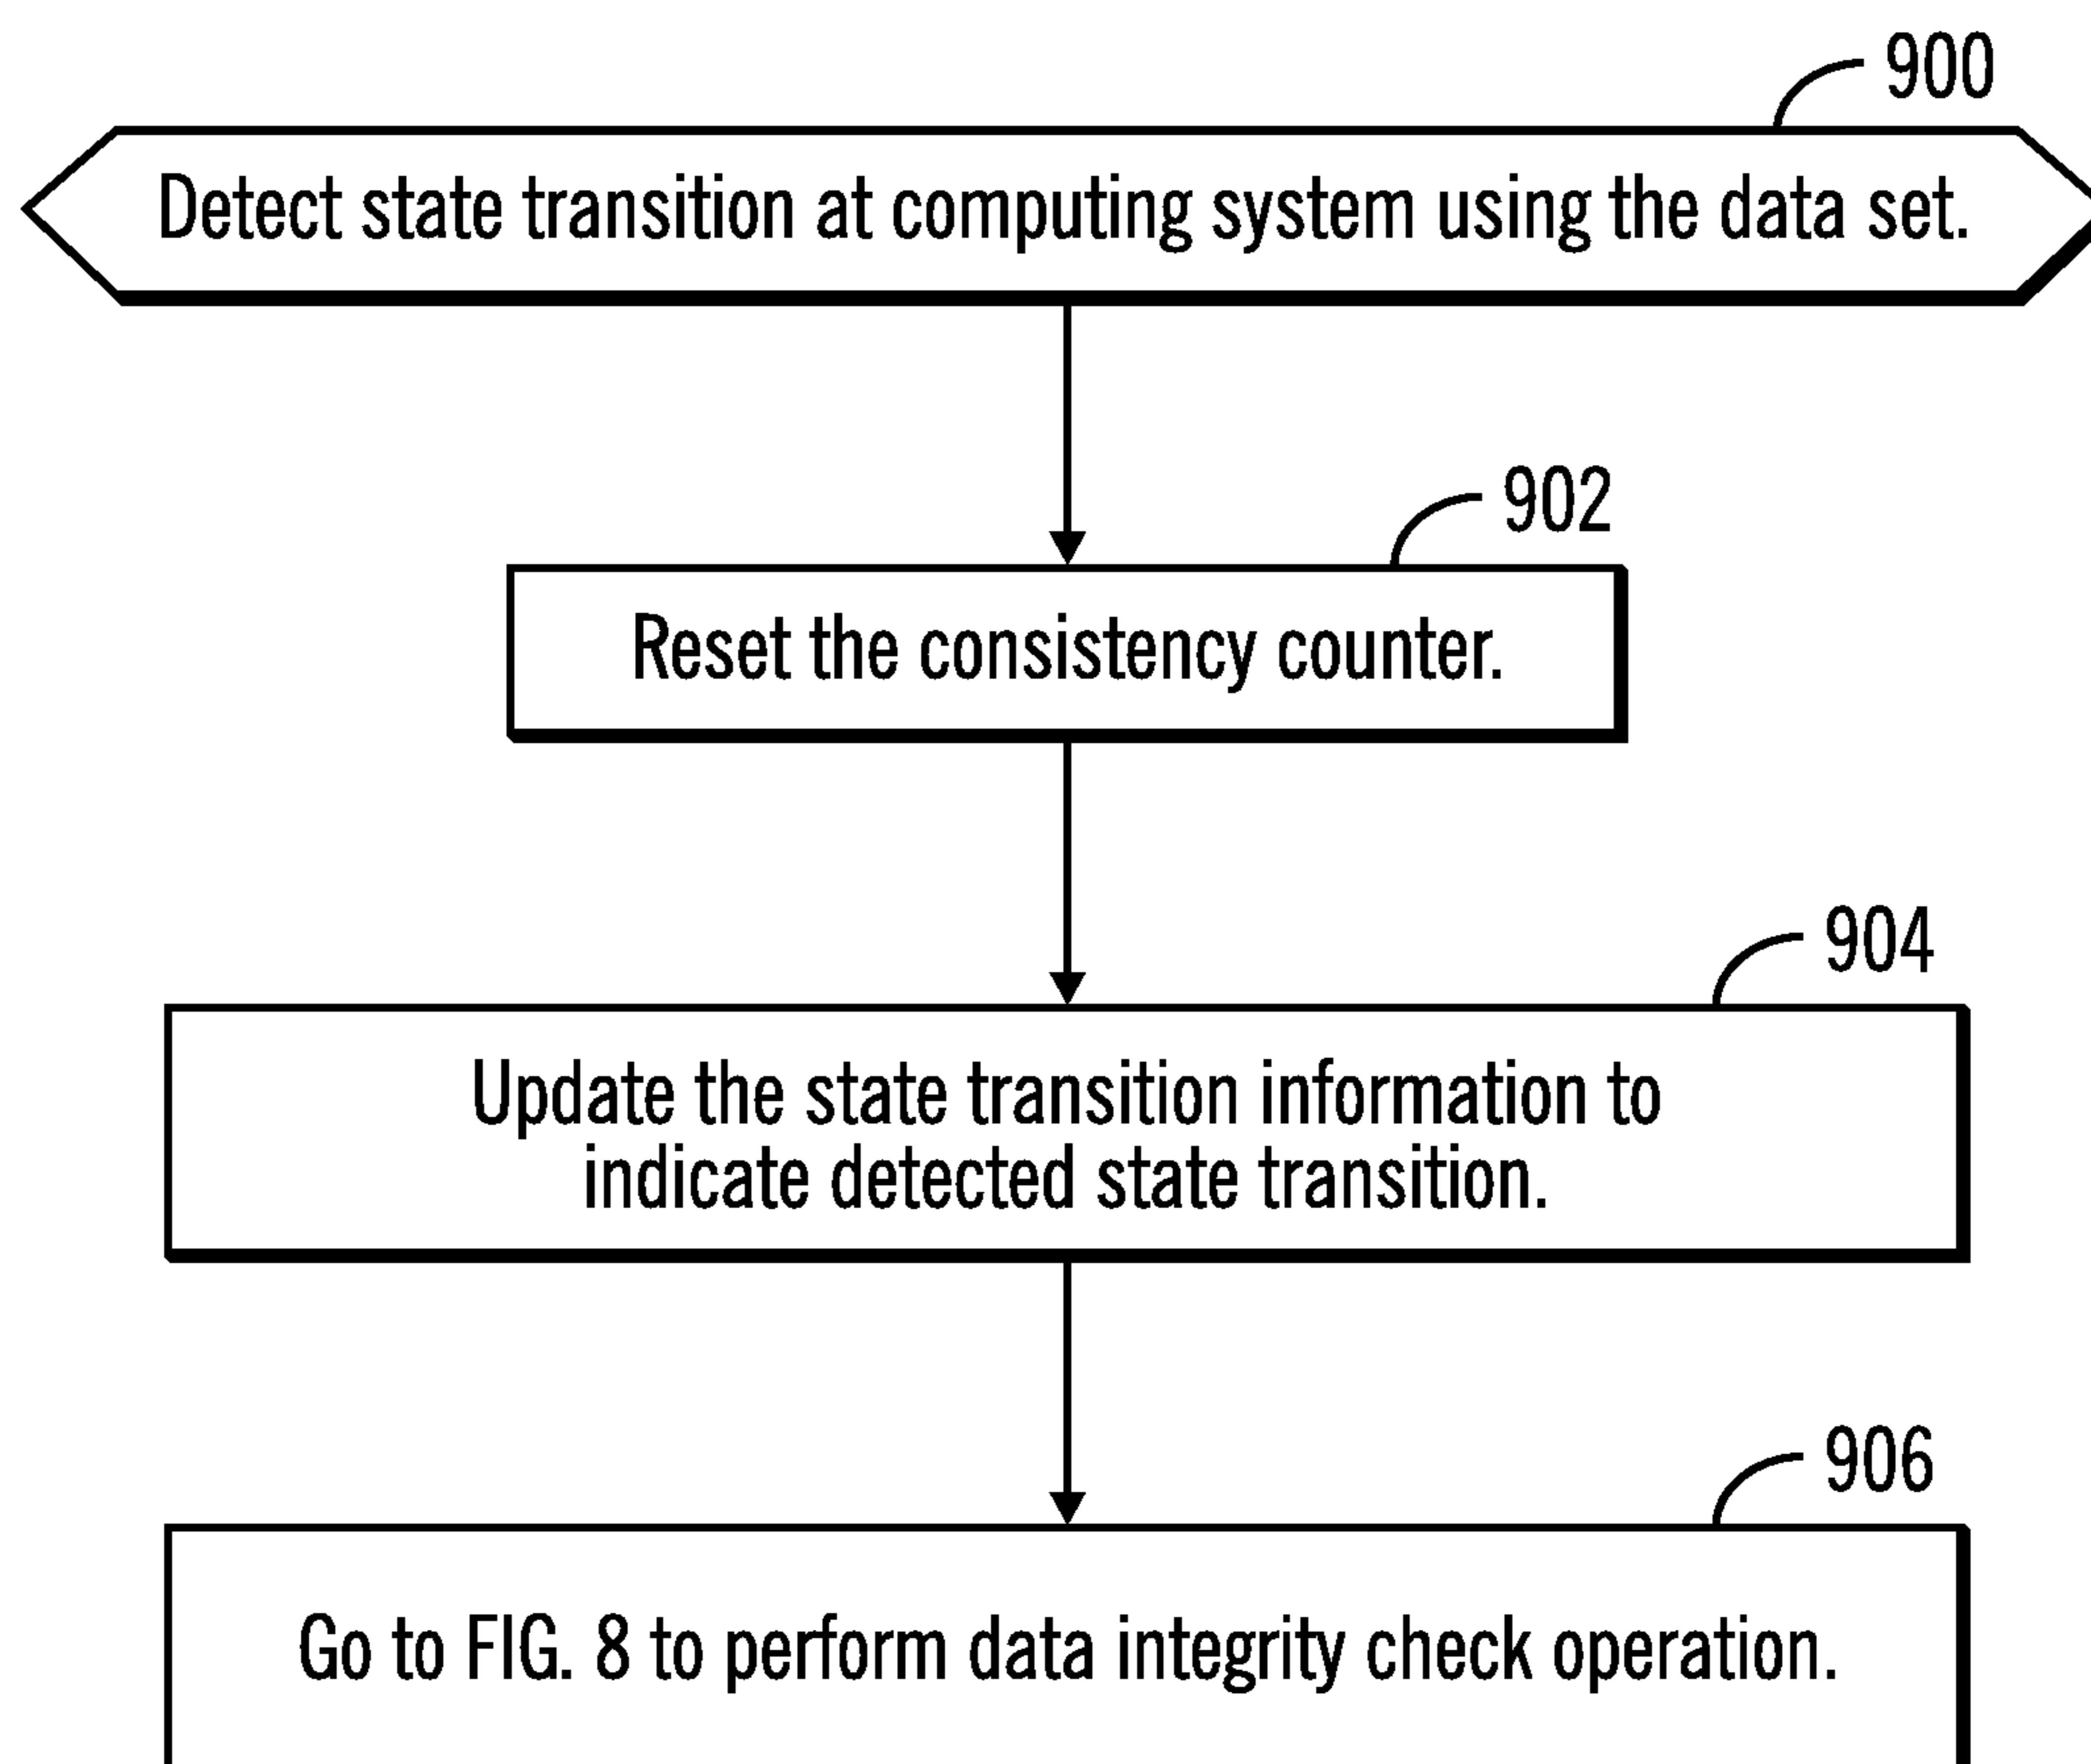 900
Detect state transition at computing system using the data set.
902
Reset the consistency counter.
904
Update the state transition information to
indicate detected state transition.
906
Go to FIG. 8 to perform data integrity check operation.